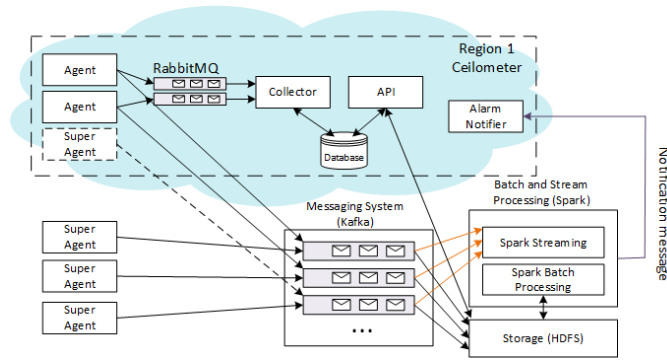 Region 1
Ceilometer
RabbitMQ
Agent
Collector
API
Agent
Alarm
Notifier
Super
Agent
Database
Notification message
Batch and Stream
Processing (Spark)
Messaging System
(Kafka)
Super
Agent
Spark Streaming
Super
Agent
Spark Batch
Processing
Super
Agent
...
Storage (HDFS)